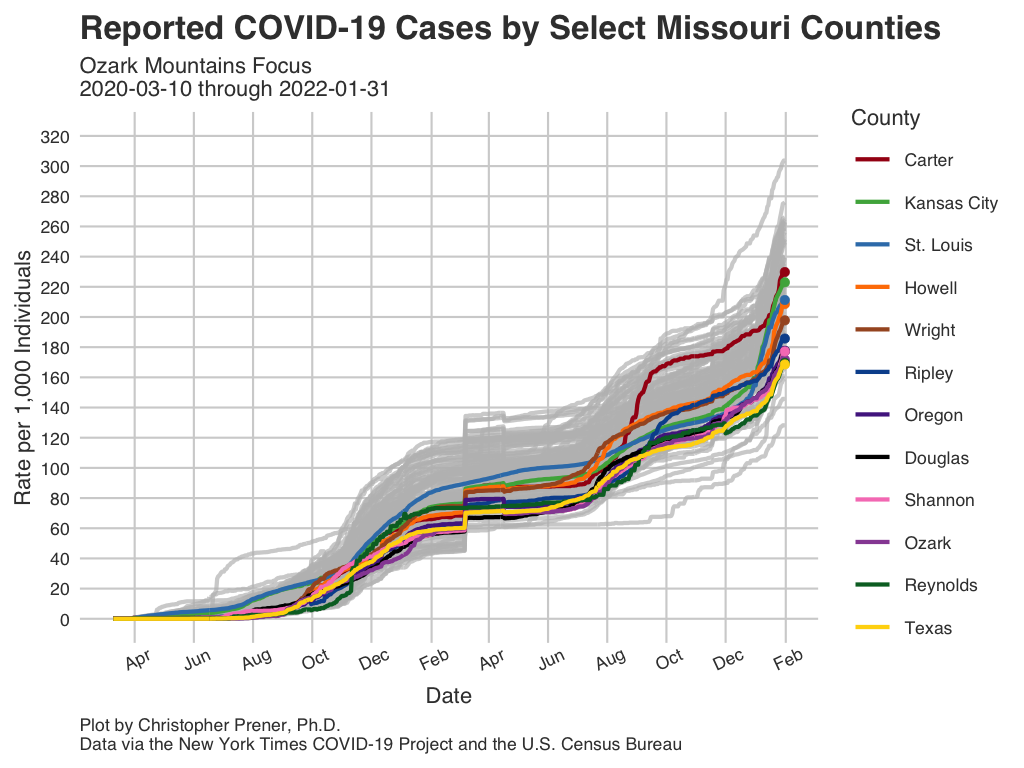 Reported COVID-19 Cases by Select Missouri Counties
Ozark Mountains Focus
2020-03-10 through 2022-01-31
County
Carter
Kansas City
St. Louis
Howell
Wright
Ripley
Oregon
Douglas
Shannon
Ozark
Reynolds
Texas
Rate per 1,000 Individuals
320
300
280
260
240
220
200
180
160
140
120
100
80
60
40
20
0
Apr Jun Aug Oct Dec Feb Apr Jun Aug Oct Dec Feb
Date
Plot by Christopher Prener, Ph.D.
Data via the New York Times COVID-19 Project and the U.S. Census Bureau